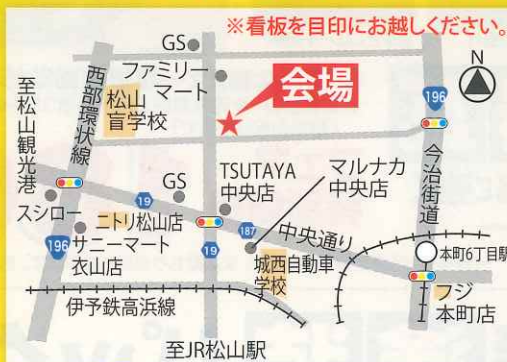 ※看板を目印にお越しください。
GS
ファミリー
マート
会場
N
西部環状線
松山
盲学校
196
至松山観光港
今治街道
TSUTAYA
中央店
マルナカ
中央店
19
GS
スシロー
ニトリ松山店
187
中央通り
196
サニーマート
衣山店
19
城西自動車
学校
本町6丁目駅
フジ
本町店
伊予鉄高浜線
至JR松山駅